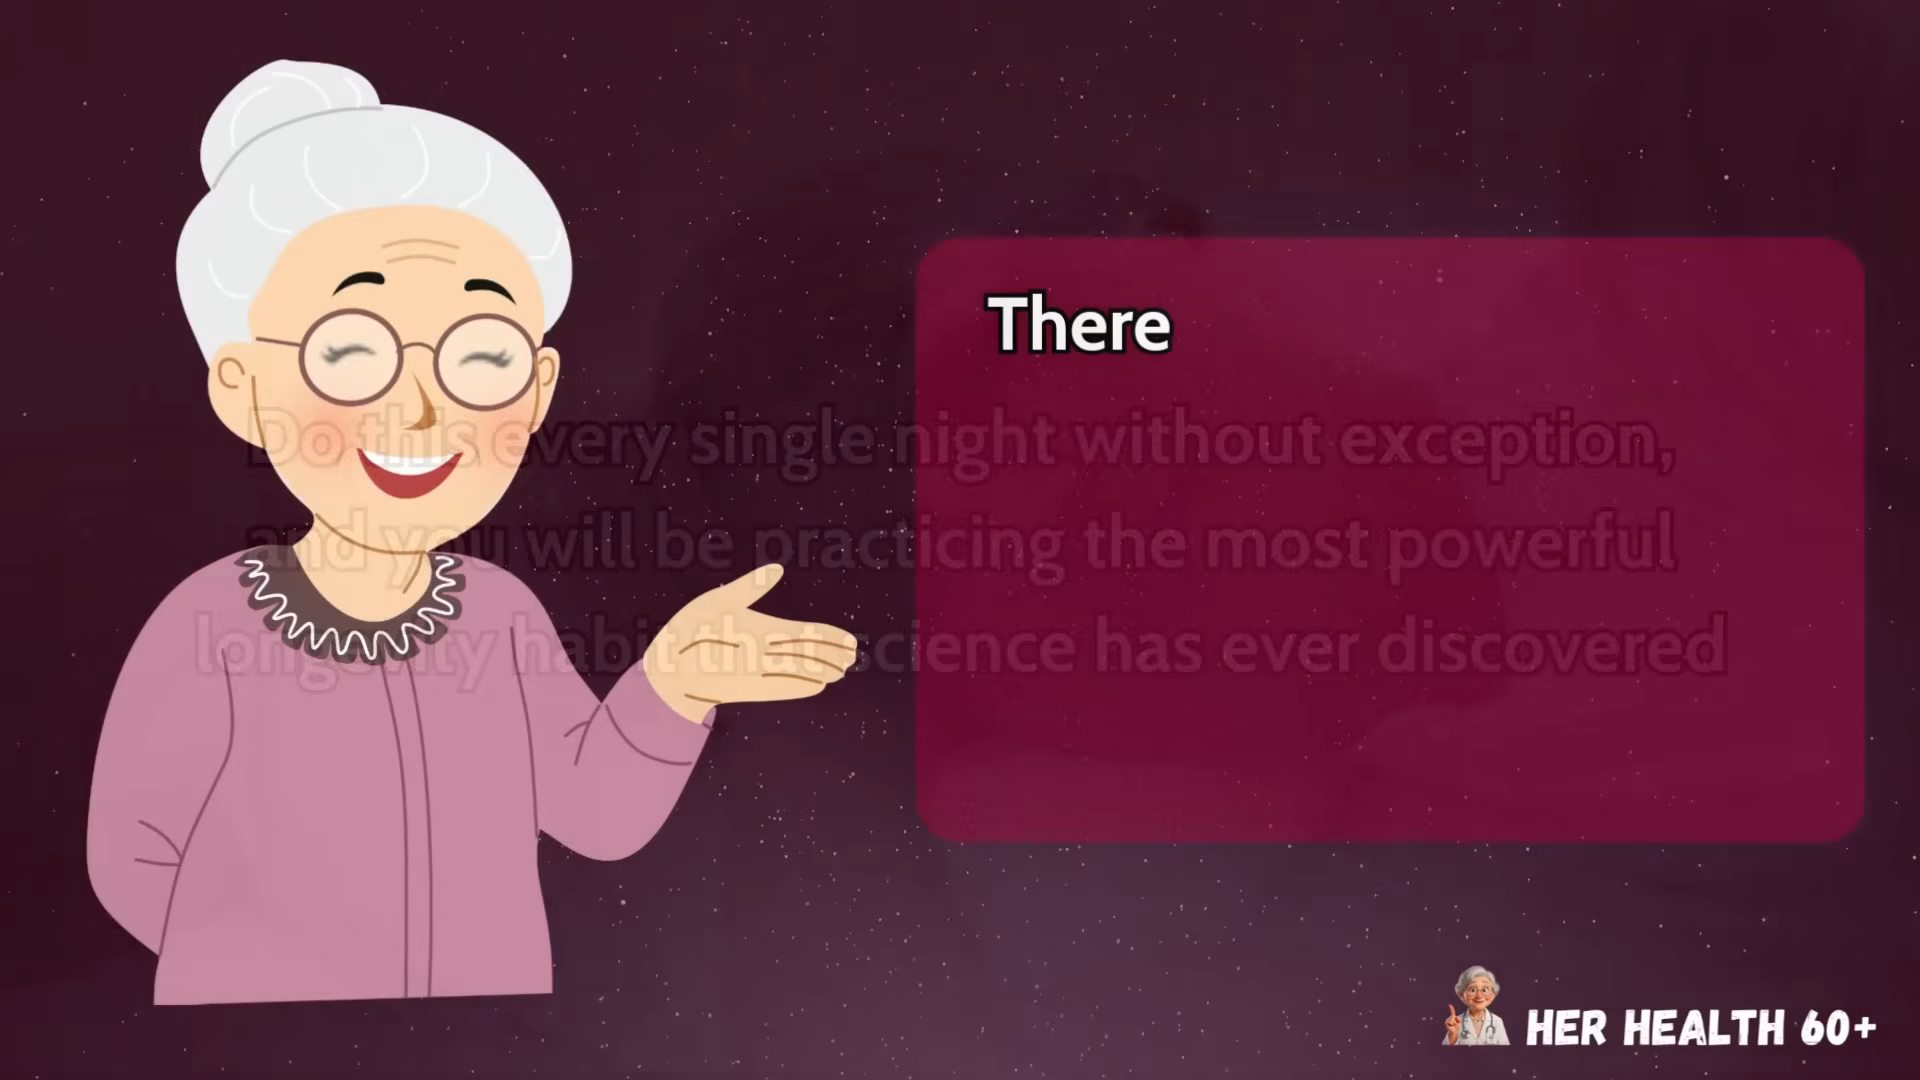 There
Do this every single night without exception,
and you will be practicing the most powerful
longevity habit that science has ever discovered
HER HEALTH 60+